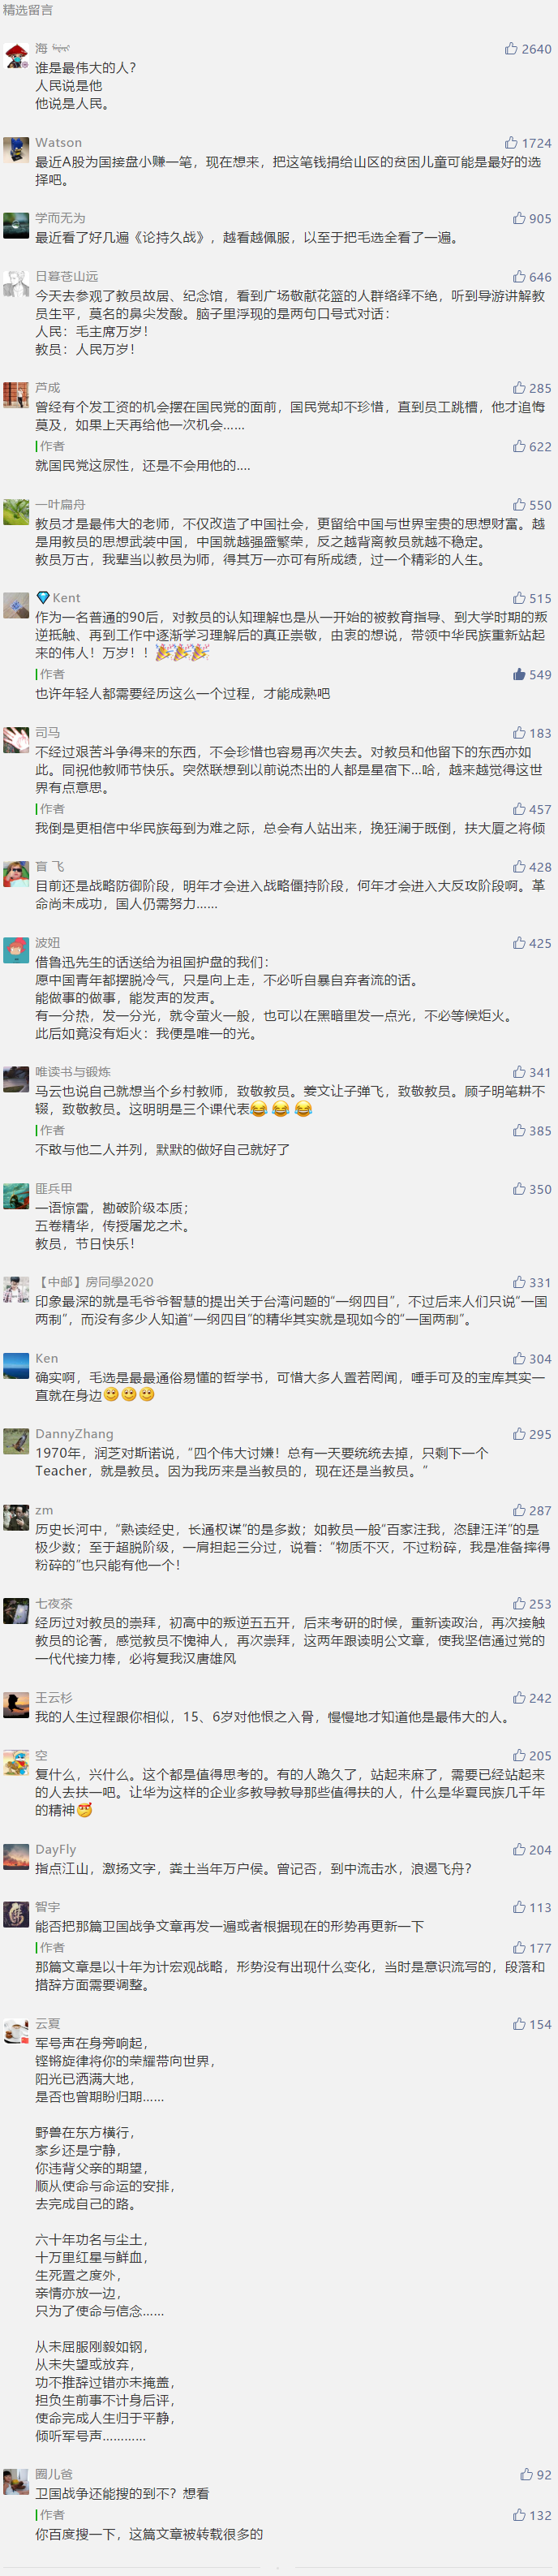 精选留言
海
2640
谁是最伟大的人？
人民说是他
他说是人民。
Watson
1724
最近A股为国接盘小赚一笔，现在想来，把这笔钱捐给山区的贫困儿童可能是最好的选
择吧。
学而无为
905
最近看了好几遍《论持久战》，越看越佩服，以至于把毛选全看了一遍。
日暮苍山远
646
今天去参观了教员故居、纪念馆，看到广场敬献花篮的人群络绎不绝，听到导游讲解教
员生平，莫名的鼻尖发酸。脑子里浮现的是两句口号式对话：
人民：毛主席万岁！
教员：人民万岁！
芦成
285
曾经有个发工资的机会摆在国民党的面前，国民党却不珍惜，直到员工跳槽，他才追悔
莫及，如果上天再给他一次机会......
作者
622
就国民党这尿性，还是不会用他的....
一叶扁舟
550
教员才是最伟大的老师，不仅改造了中国社会，更留给中国与世界宝贵的思想财富。越
是用教员的思想武装中国，中国就越强盛繁荣，反之越背离教员就越不稳定。
教员万古，我辈当以教员为师，得其万一亦可有所成绩，过一个精彩的人生。
Kent
515
作为一名普通的90后，对教员的认知理解也是从一开始的被教育指导、到大学时期的叛
逆抵触、再到工作中逐渐学习理解后的真正崇敬，由衷的想说，带领中华民族重新站起
来的伟人！万岁！！🎉🎉🎉
作者
549
也许年轻人都需要经历这么一个过程，才能成熟吧
司马
183
不经过艰苦斗争得来的东西，不会珍惜也容易再次失去。对教员和他留下的东西亦如
此。同祝他教师节快乐。突然联想到以前说杰出的人都是星宿下...哈，越来越觉得这世
界有点意思。
作者
457
我倒是更相信中华民族每到为难之际，总会有人站出来，挽狂澜于既倒，扶大厦之将倾
盲 飞
428
目前还是战略防御阶段，明年才会进入战略僵持阶段，何年才会进入大反攻阶段啊。革
命尚未成功，国人仍需努力......
波妞
425
借鲁迅先生的话送给为祖国护盘的我们：
愿中国青年都摆脱冷气，只是向上走，不必听自暴自弃者流的话。
能做事的做事，能发声的发声。
有一分热，发一分光，就令萤火一般，也可以在黑暗里发一点光，不必等候炬火。
此后如竟没有炬火：我便是唯一的光。
唯读书与锻炼
341
马云也说自己就想当个乡村教师，致敬教员。姜文让子弹飞，致敬教员。顾子明笔耕不
辍，致敬教员。这明明是三个课代表😂 😂 😂
作者
385
不敢与他二人并列，默默的做好自己就好了
匪兵甲
350
一语惊雷，勘破阶级本质；
五卷精华，传授屠龙之术。
教员，节日快乐！
【中邮】房同學2020
331
印象最深的就是毛爷爷智慧的提出关于台湾问题的“一纲四目”，不过后来人们只说“一国
两制”，而没有多少人知道“一纲四目”的精华其实就是现如今的“一国两制”。
Ken
304
确实啊，毛选是最最通俗易懂的哲学书，可惜大多人置若罔闻，唾手可及的宝库其实一
直就在身边
DannyZhang
295
1970年，润芝对斯诺说，“四个伟大讨嫌！总有一天要统统去掉，只剩下一个
Teacher，就是教员。因为我历来是当教员的，现在还是当教员。”
zm
287
历史长河中，“熟读经史，长通权谋”的是多数；如教员一般“百家注我，恣肆汪洋”的是
极少数；至于超脱阶级，一肩担起三分过，说着：“物质不灭，不过粉碎，我是准备摔得
粉碎的”也只能有他一个！
七夜茶
253
经历过对教员的崇拜，初高中的叛逆五五开，后来考研的时候，重新读政治，再次接触
教员的论著，感觉教员不愧神人，再次崇拜，这两年跟读明公文章，使我坚信通过党的
一代代接力棒，必将复我汉唐雄风
王云杉
242
我的人生过程跟你相似，15、6岁对他恨之入骨，慢慢地才知道他是最伟大的人。
空
205
复什么，兴什么。这个都是值得思考的。有的人跪久了，站起来麻了，需要已经站起来
的人去扶一吧。让华为这样的企业多教导教导那些值得扶的人，什么是华夏民族几千年
的精神
DayFly
204
指点江山，激扬文字，粪土当年万户侯。曾记否，到中流击水，浪遏飞舟？
智宇
113
能否把那篇卫国战争文章再发一遍或者根据现在的形势再更新一下
作者
177
那篇文章是以十年为计宏观战略，形势没有出现什么变化，当时是意识流写的，段落和
措辞方面需要调整。
云夏
154
军号声在身旁响起，
铿锵旋律将你的荣耀带向世界，
阳光已洒满大地，
是否也曾期盼归期......
野兽在东方横行，
家乡还是宁静，
你违背父亲的期望，
顺从使命与命运的安排，
去完成自己的路。
六十年功名与尘土，
十万里红星与鲜血，
生死置之度外，
亲情亦放一边，
只为了使命与信念......
从未屈服刚毅如钢，
从未失望或放弃，
功不推辞过错亦未掩盖，
担负生前事不计身后评，
使命完成人生归于平静，
倾听军号声............
圈儿爸
92
卫国战争还能搜的到不？想看
作者
132
你百度搜一下，这篇文章被转载很多的